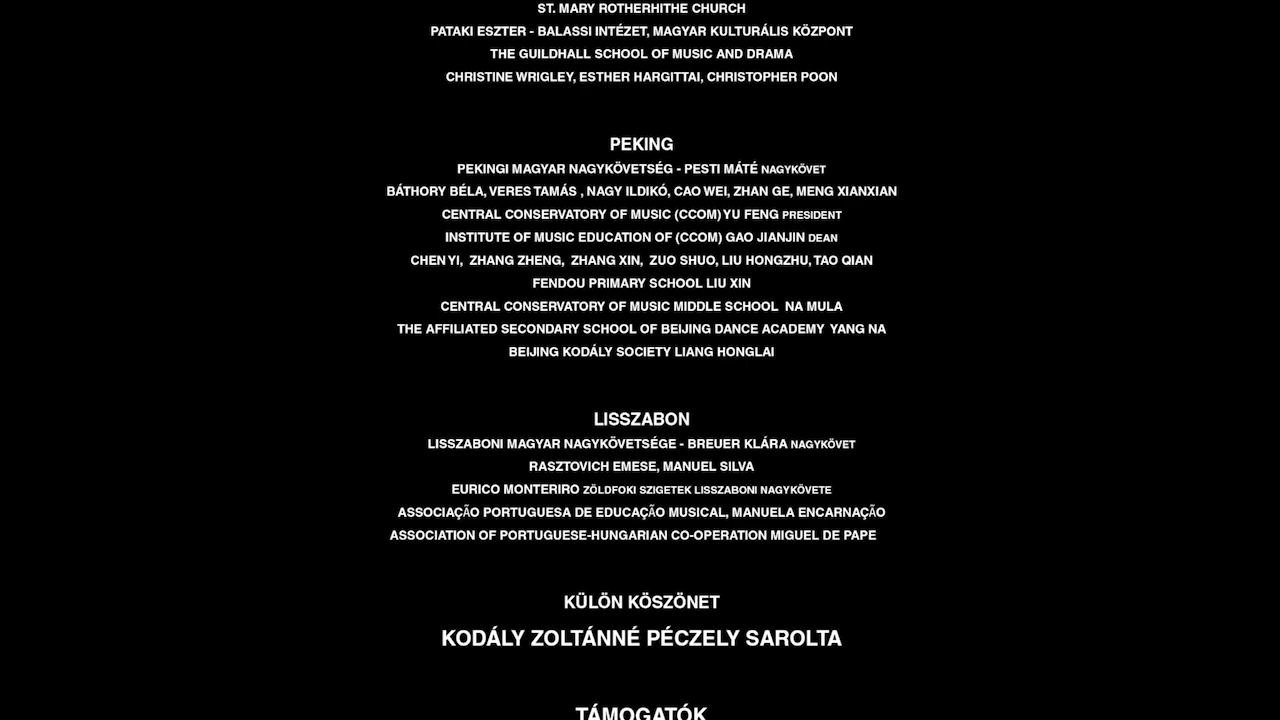 ST. MARY ROTHERHITHE CHURCH
PATAKI ESZTER - BALASSI INTÉZET, MAGYAR KULTURÁLIS KÖZPONT
THE GUILDHALL SCHOOL OF MUSIC AND DRAMA
CHRISTINE WRIGLEY, ESTHER HARGITTAI, CHRISTOPHER POON
PEKING
PEKINGI MAGYAR NAGYKÖVETSÉG - PESTI MÁTÉ NAGYKÖVET
BÁTHORY BÉLA, VERES TAMÁS , NAGY ILDIKÓ, CAO WEI, ZHAN GE, MENG XIANXIAN
CENTRAL CONSERVATORY OF MUSIC (CCOM) YU FENG PRESIDENT
INSTITUTE OF MUSIC EDUCATION OF (CCOM) GAO JIANJIN DEAN
CHEN YI, ZHANG ZHENG, ZHANG XIN, ZUO SHUO, LIU HONGZHU, TAO QIAN
FENDOU PRIMARY SCHOOL LIU XIN
CENTRAL CONSERVATORY OF MUSIC MIDDLE SCHOOL NA MULA
THE AFFILIATED SECONDARY SCHOOL OF BEIJING DANCE ACADEMY YANG NA
BEIJING KODÁLY SOCIETY LIANG HONGLAI
LISSZABON
LISSZABONI MAGYAR NAGYKÖVETSÉGE - BREUER KLÁRA NAGYKÖVET
RASZTOVICH EMESE, MANUEL SILVA
EURICO MONTERIRO ZÖLDFOKI SZIGETEK LISSZABONI NAGYKÖVETE
ASSOCIAÇÃO PORTUGUESA DE EDUCAÇÃO MUSICAL, MANUELA ENCARNAÇÃO
ASSOCIATION OF PORTUGUESE-HUNGARIAN CO-OPERATION MIGUEL DE PAPE
KÜLÖN KÖSZÖNET
KODÁLY ZOLTÁNNÉ PÉCZELY SAROLTA
TÁMOGATÓK